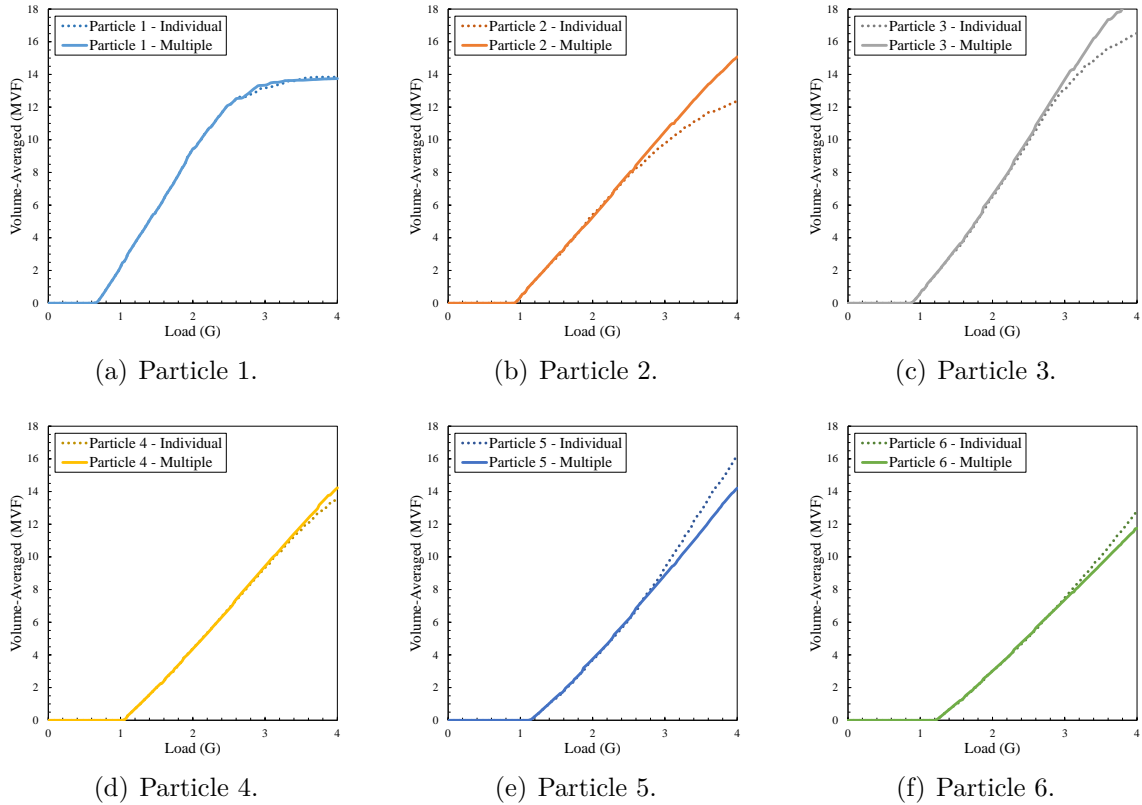 Particle 1 - Individual
Particle 1 - Multiple
Volume-Averaged (MVF)
18
16
14
12
10
8
6
4
2
0
0 1 2 3 4
Load (G)
(a) Particle 1.
Particle 2 - Individual
Particle 2 - Multiple
Volume-Averaged (MVF)
18
16
14
12
10
8
6
4
2
0
0 1 2 3 4
Load (G)
(b) Particle 2.
Particle 3 - Individual
Particle 3 - Multiple
Volume-Averaged (MVF)
18
16
14
12
10
8
6
4
2
0
0 1 2 3 4
Load (G)
(c) Particle 3.
Particle 4 - Individual
Particle 4 - Multiple
Volume-Averaged (MVF)
18
16
14
12
10
8
6
4
2
0
0 1 2 3 4
Load (G)
(d) Particle 4.
Particle 5 - Individual
Particle 5 - Multiple
Volume-Averaged (MVF)
18
16
14
12
10
8
6
4
2
0
0 1 2 3 4
Load (G)
(e) Particle 5.
Particle 6 - Individual
Particle 6 - Multiple
Volume-Averaged (MVF)
18
16
14
12
10
8
6
4
2
0
0 1 2 3 4
Load (G)
(f) Particle 6.